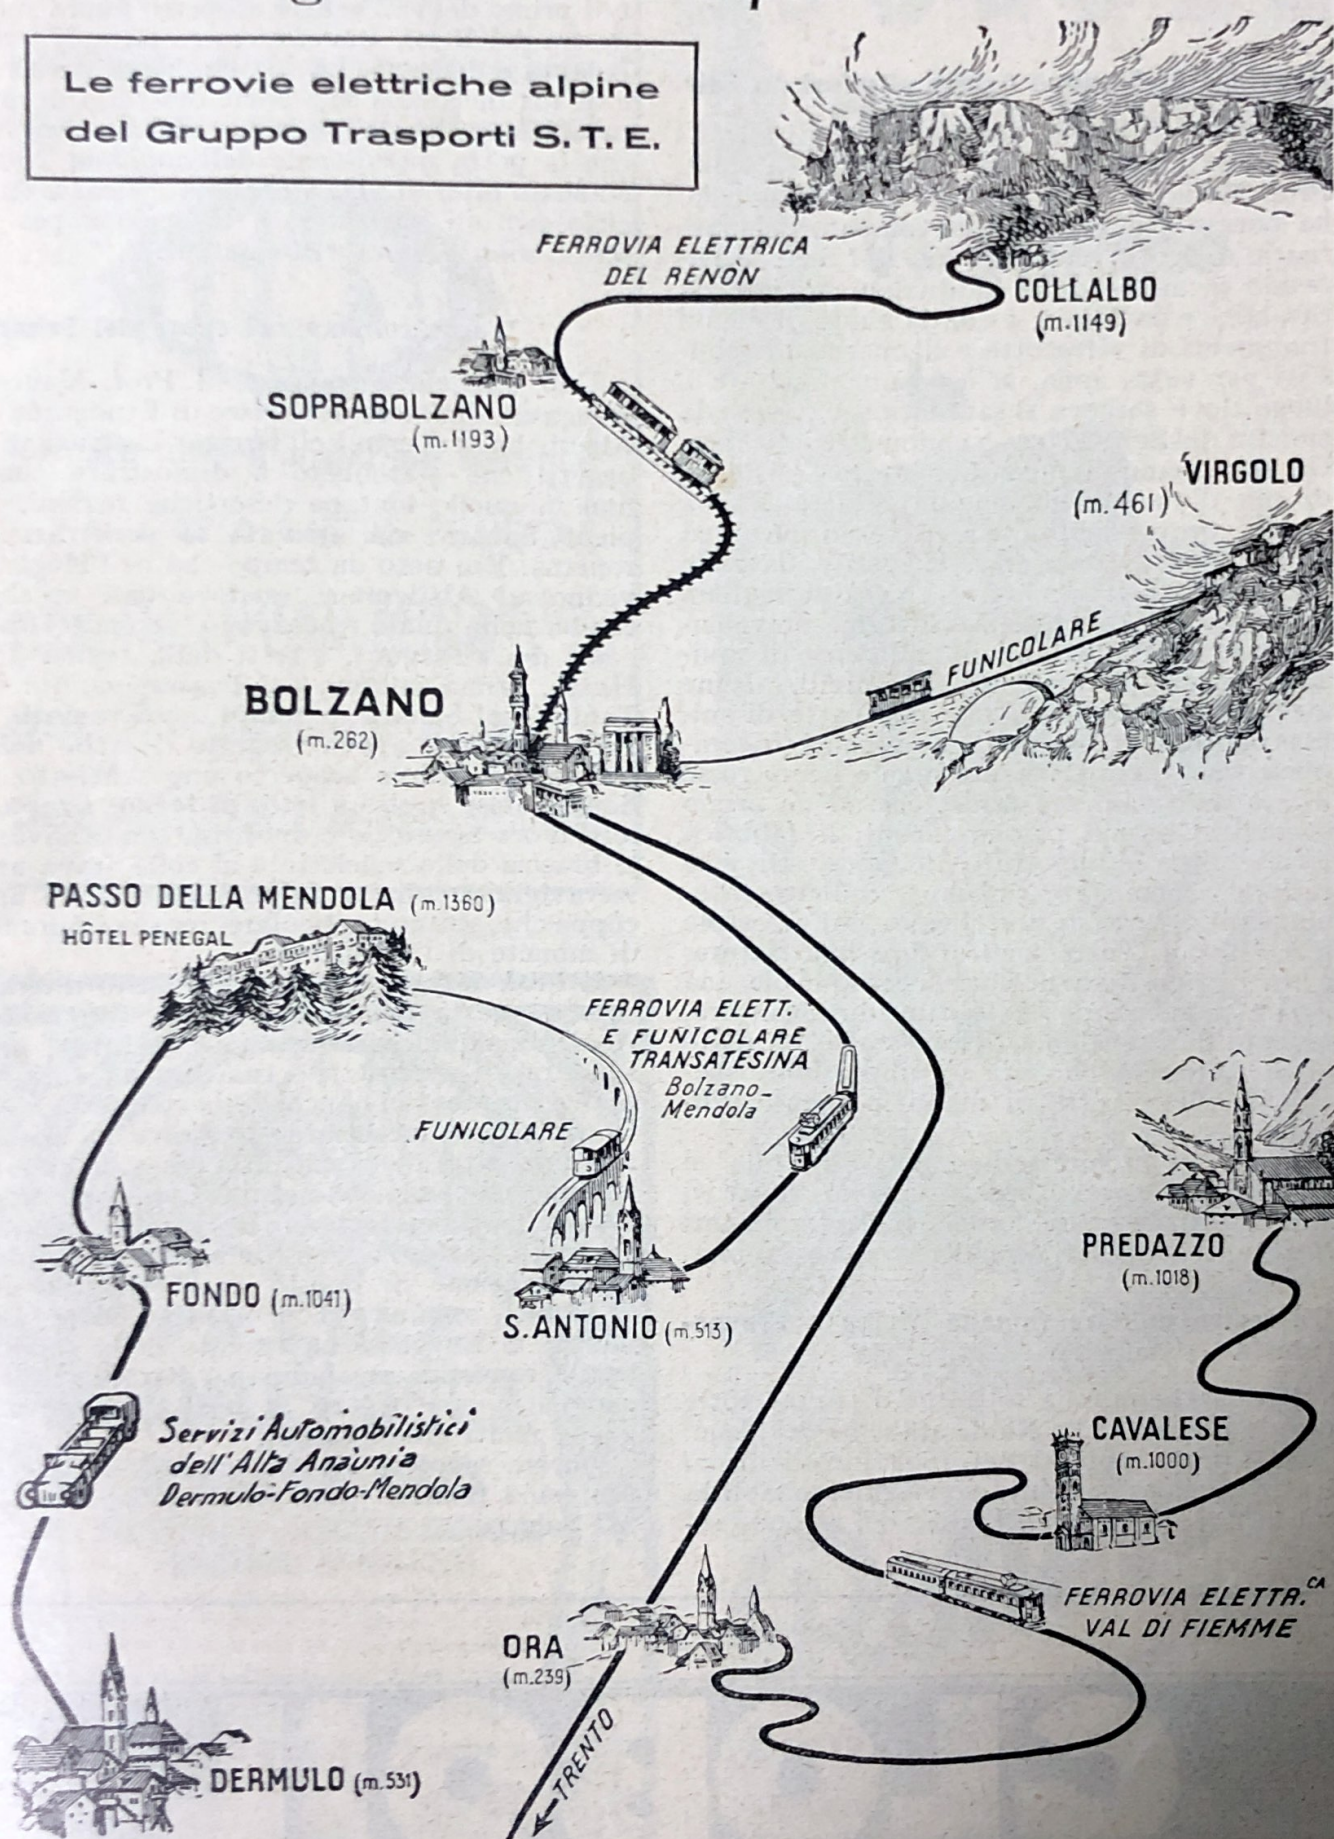 Le ferrovie elettriche alpine
del Gruppo Trasporti S.T.E.
FERROVIA ELETTRICA
DEL RENÒN
COLLALBO
(m.1149)
SOPRABOLZANO
(m.1193)
VIRGOLO
(m.461)
FUNICOLARE
BOLZANO
(m.262)
PASSO DELLA MENDOLA (m.1360)
HÔTEL PENEGAL
FERROVIA ELETT.
E FUNICOLARE
TRANSATESINA
Bolzano-
Mendola
FUNICOLARE
PREDAZZO
(m.1018)
FONDO (m.1041)
S.ANTONIO (m.513)
Servizi Automobilistici
dell'Alta Anàunia
Dermulo-Fondo-Mendola
CAVALESE
(m.1000)
FERROVIA ELETTR.CA
VAL DI FIEMME
ORA
(m.239)
TRENTO
DERMULO (m.531)